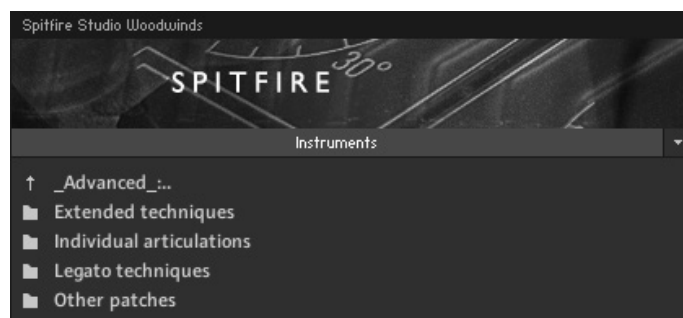 Spitfire Studio Woodwinds
SPITFIRE
30°
Instruments
↑ _Advanced_:..
Extended techniques
Individual articulations
Legato techniques
Other patches